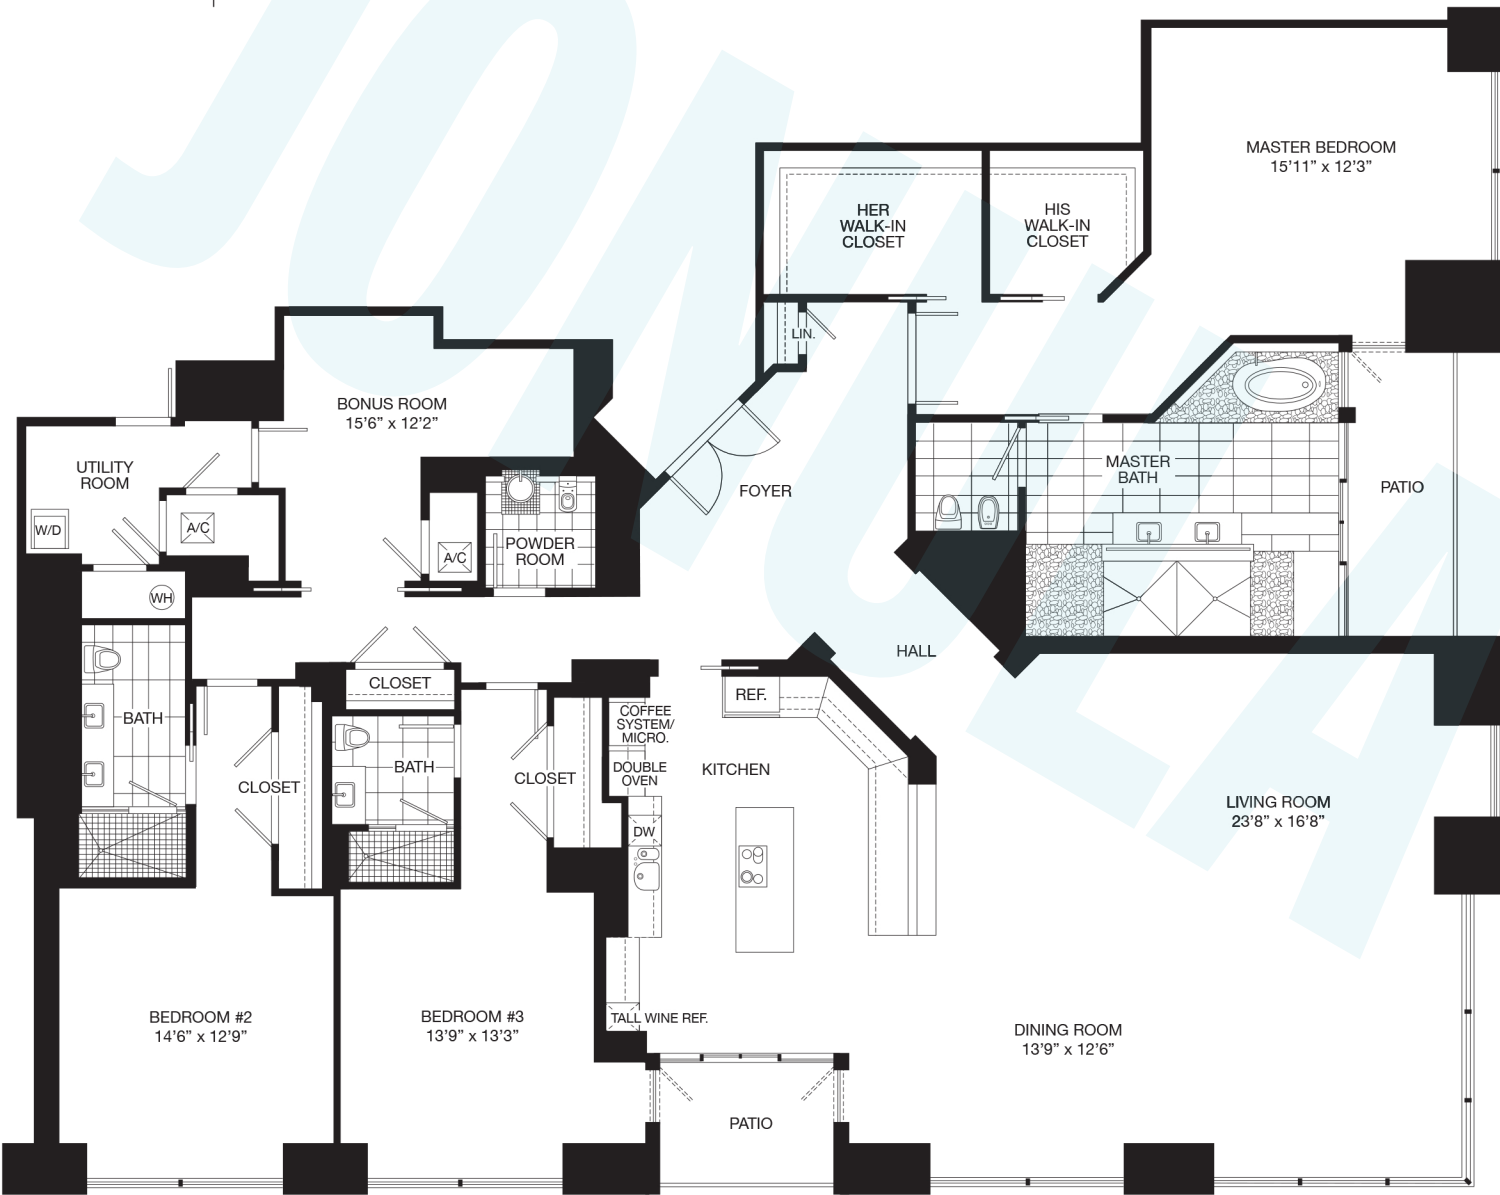 MASTER BEDROOM
15’11” x 12’3”
HER
WALK-IN
CLOSET
HIS
WALK-IN
CLOSET
LIN.
BONUS ROOM
15’6” x 12’2”
UTILITY
ROOM
W/D
A/C
A/C
WH
POWDER
ROOM
FOYER
MASTER
BATH
PATIO
HALL
CLOSET
BATH
CLOSET
BATH
CLOSET
COFFEE
SYSTEM/
MICRO.
DOUBLE
OVEN
DW
REF.
KITCHEN
LIVING ROOM
23’8” x 16’8”
BEDROOM #2
14’6” x 12’9”
BEDROOM #3
13’9” x 13’3”
TALL WINE REF.
DINING ROOM
13’9” x 12’6”
PATIO
JONULA